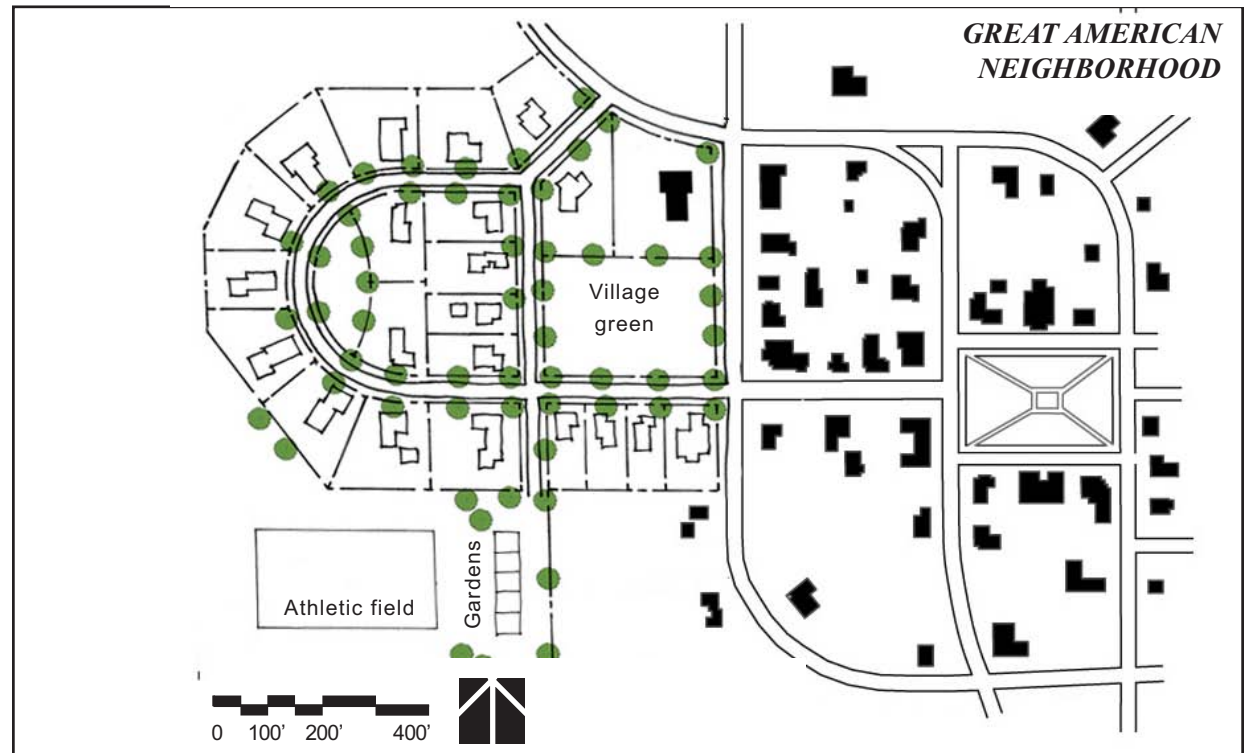 GREAT AMERICAN
NEIGHBORHOOD
Village
green
Athletic field
Gardens
0 100’ 200’ 400’